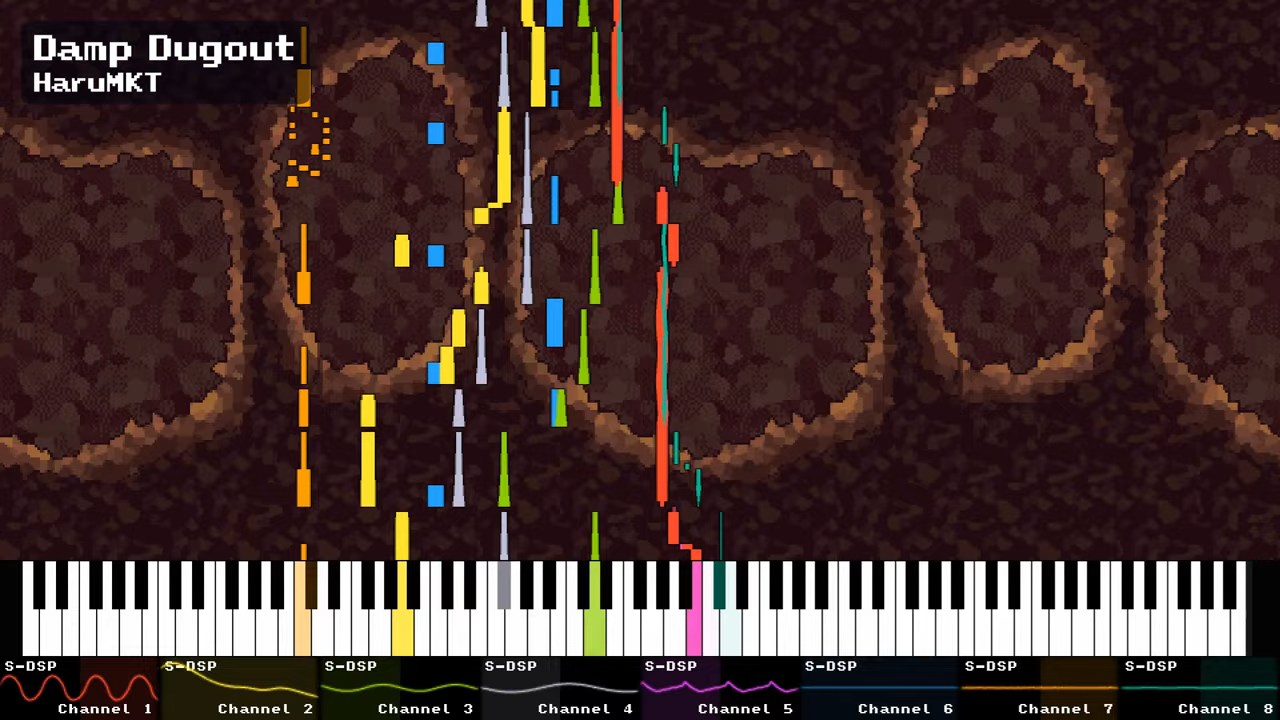 Damp Dugout
HaruMKT
S-DSP S-DSP S-DSP S-DSP S-DSP S-DSP S-DSP S-DSP
Channel 1 Channel 2 Channel 3 Channel 4 Channel 5 Channel 6 Channel 7 Channel 8